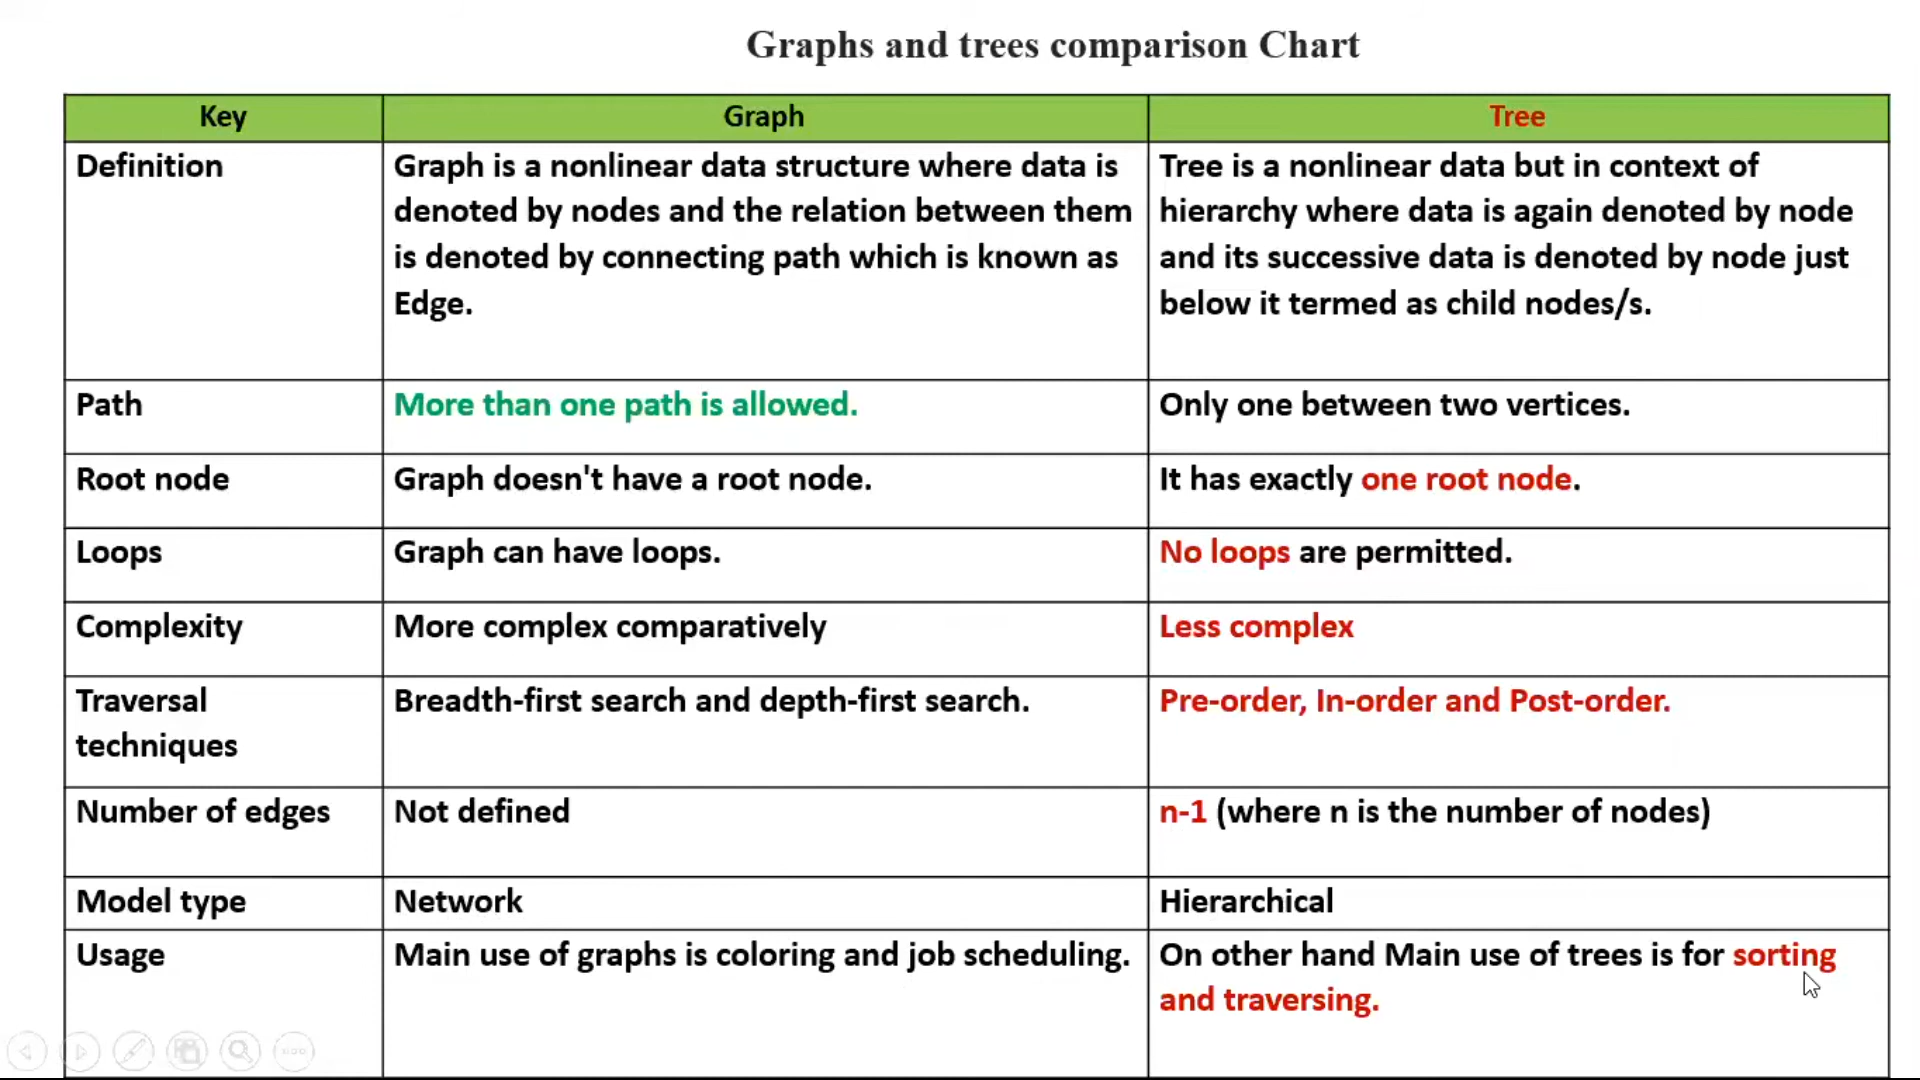 Graphs and trees comparison Chart
Key
Graph
Tree
Definition
Graph is a nonlinear data structure where data is
denoted by nodes and the relation between them
is denoted by connecting path which is known as
Edge.
Tree is a nonlinear data but in context of
hierarchy where data is again denoted by node
and its successive data is denoted by node just
below it termed as child nodes/s.
Path
More than one path is allowed.
Only one between two vertices.
Root node
Graph doesn't have a root node.
It has exactly one root node.
Loops
Graph can have loops.
No loops are permitted.
Complexity
More complex comparatively
Less complex
Traversal
techniques
Breadth-first search and depth-first search.
Pre-order, In-order and Post-order.
Number of edges
Not defined
n-1 (where n is the number of nodes)
Model type
Network
Hierarchical
Usage
Main use of graphs is coloring and job scheduling.
On other hand Main use of trees is for sorting
and traversing.